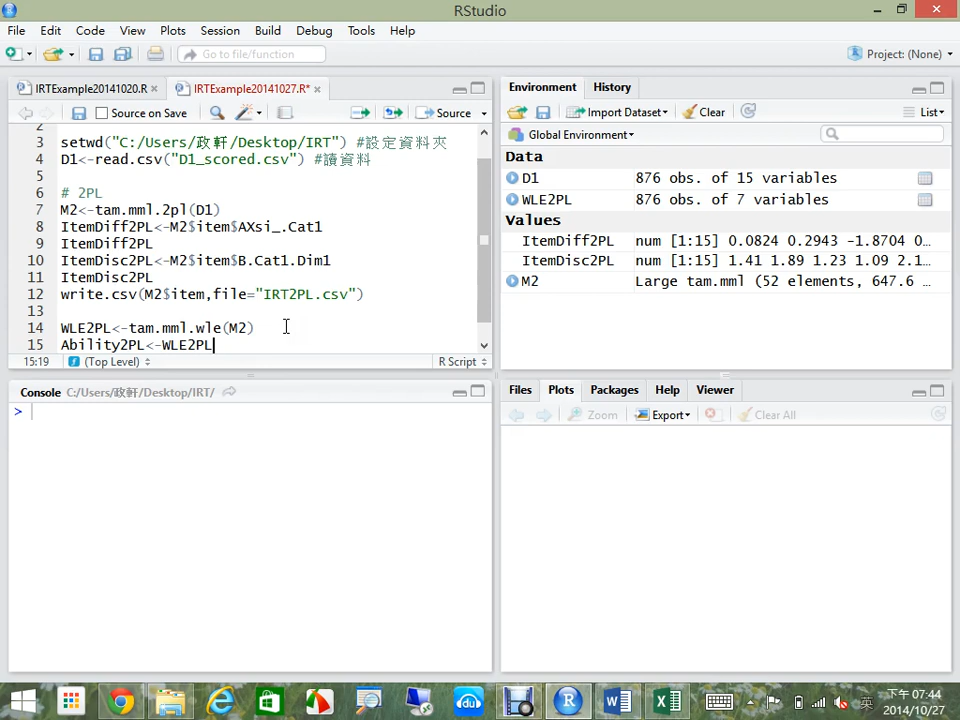 RStudio
File Edit Code View Plots Session Build Debug Tools Help
Go to file/function
Project: (None)
IRTExample20141020.R
IRTExample20141027.R*
Source on Save
Source
2
3 setwd("C:/Users/政軒/Desktop/IRT") #設定資料夾
4 D1<-read.csv("D1_scored.csv") #讀資料
5
6 # 2PL
7 M2<-tam.mml.2pl(D1)
8 ItemDiff2PL<-M2$item$AXsi_.Cat1
9 ItemDiff2PL
10 ItemDisc2PL<-M2$item$B.Cat1.Dim1
11 ItemDisc2PL
12 write.csv(M2$item,file="IRT2PL.csv")
13
14 WLE2PL<-tam.mml.wle(M2)
15 Ability2PL<-WLE2PL
15:19
(Top Level)
R Script
Console C:/Users/政軒/Desktop/IRT/
>
Environment History
Import Dataset Clear List
Global Environment
Data
D1 876 obs. of 15 variables
WLE2PL 876 obs. of 7 variables
Values
ItemDiff2PL num [1:15] 0.0824 0.2943 -1.8704 0…
ItemDisc2PL num [1:15] 1.41 1.89 1.23 1.09 2.1…
M2 Large tam.mml (52 elements, 647.6 …
Files Plots Packages Help Viewer
Zoom Export Clear All
du
英
下午 07:44
2014/10/27